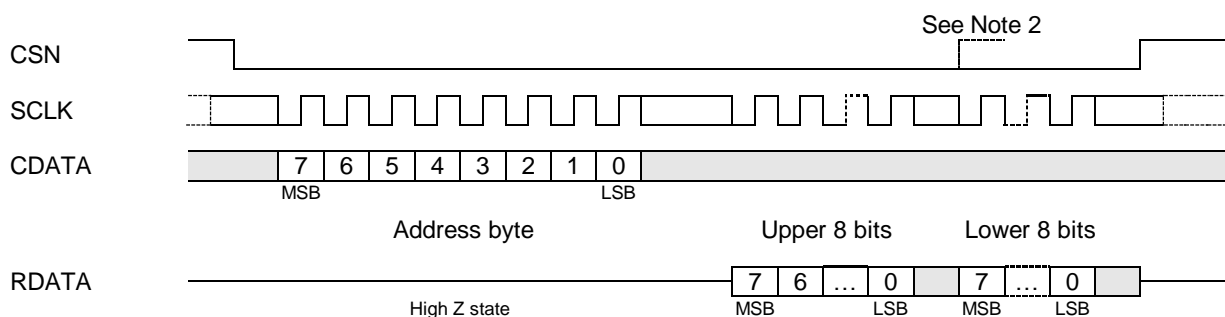 See Note 2
CSN
SCLK
CDATA 7 6 5 4 3 2 1 0
MSB LSB
Address byte Upper 8 bits Lower 8 bits
RDATA 7 6 ... 0 7 ... 0
High Z state MSB LSB MSB LSB